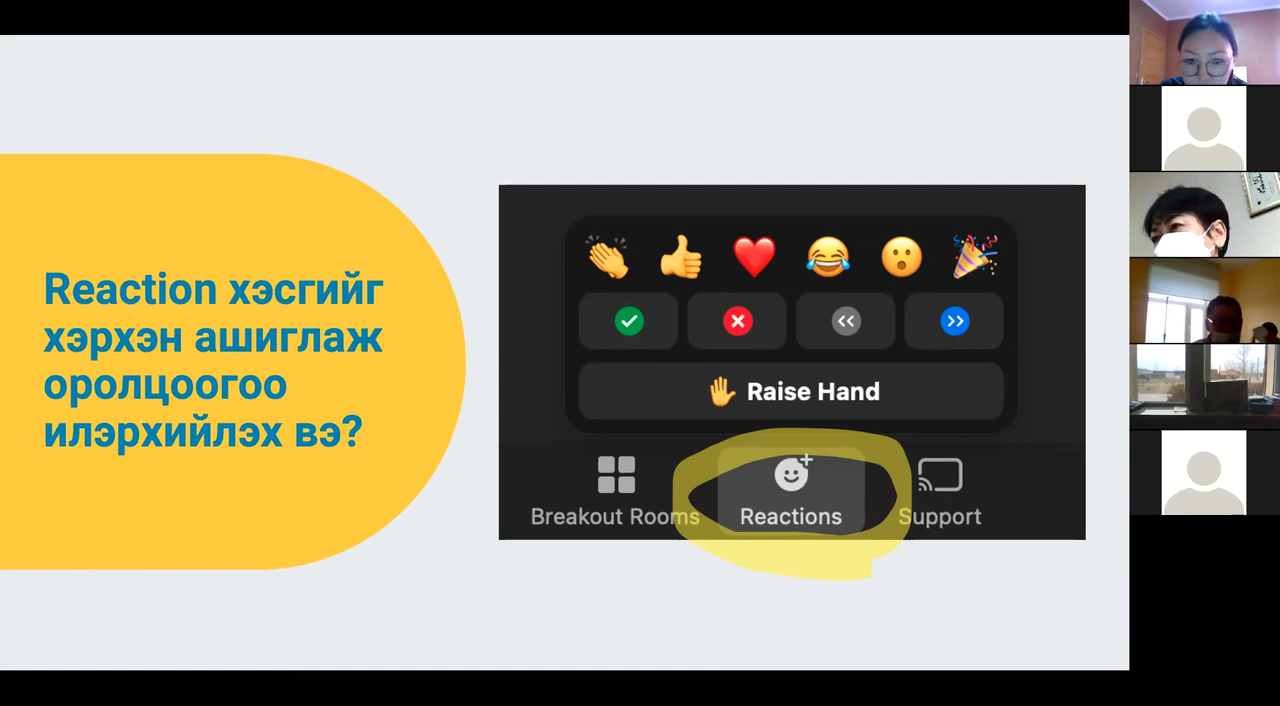 Reaction хэсгийг
хэрхэн ашиглаж
оролцоогоо
илэрхийлэх вэ?
Raise Hand
Breakout Rooms
Reactions
Support